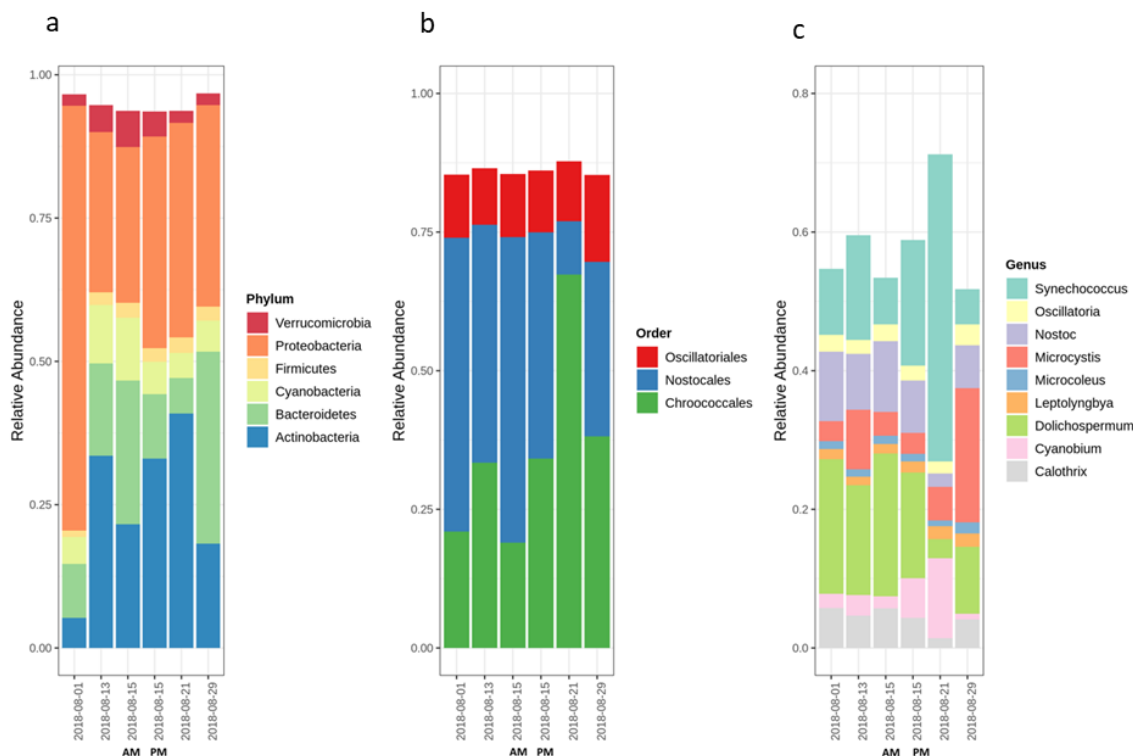 a
b
c
1.00
0.75
0.50
0.25
0.00
Relative Abundance
2018-08-01
2018-08-13
2018-08-15
2018-08-15
2018-08-21
2018-08-29
AM PM
Phylum
Verrucomicrobia
Proteobacteria
Firmicutes
Cyanobacteria
Bacteroidetes
Actinobacteria
1.00
0.75
0.50
0.25
0.00
Relative Abundance
2018-08-01
2018-08-13
2018-08-15
2018-08-15
2018-08-21
2018-08-29
AM PM
Order
Oscillatoriales
Nostocales
Chroococcales
0.8
0.6
0.4
0.2
0.0
Relative Abundance
2018-08-01
2018-08-13
2018-08-15
2018-08-15
2018-08-21
2018-08-29
AM PM
Genus
Synechococcus
Oscillatoria
Nostoc
Microcystis
Microcoleus
Leptolyngbya
Dolichospermum
Cyanobium
Calothrix